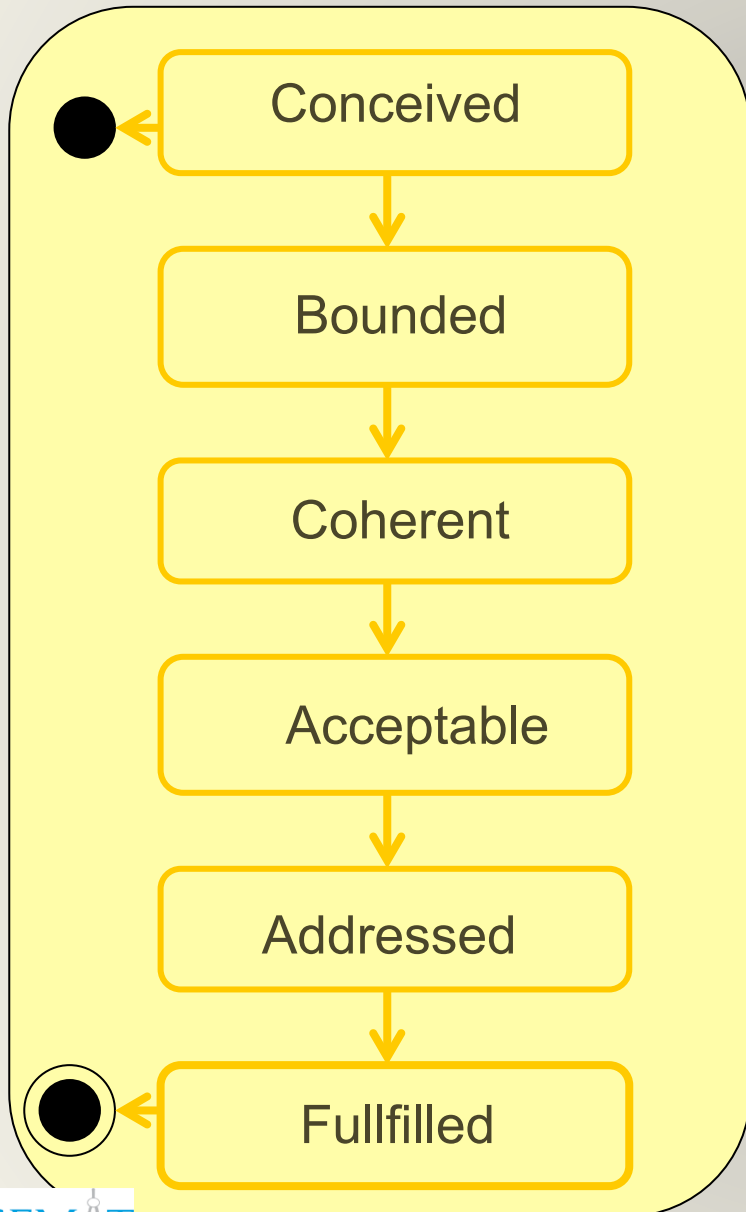 Conceived
Bounded
Coherent
Acceptable
Addressed
Fullfilled